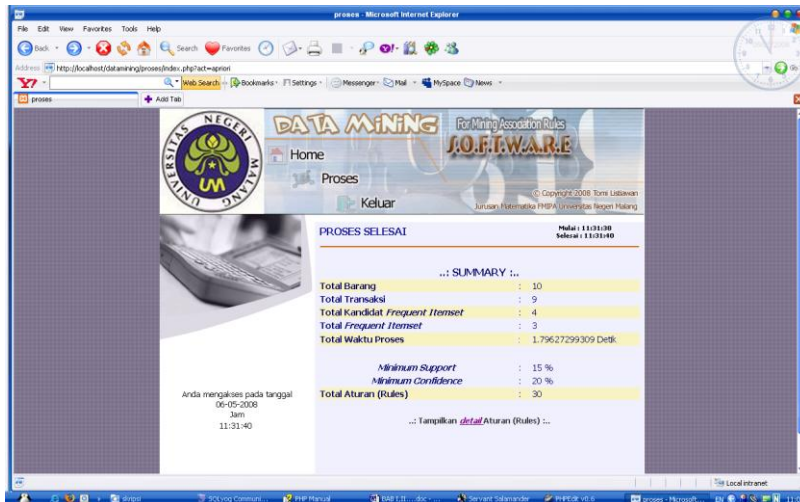 proses - Microsoft Internet Explorer
File Edit View Favorites Tools Help
Back Search Favorites
Address http://localhost/datamining/proses/index.php?act=apriori
Y! Web Search Bookmarks Settings Messenger Mail MySpace News
proses Add Tab
UNIVERSITAS NEGERI MALANG
UM
DATA MINING For Mining Association Rules
S.O.F.T.W.A.R.E
Home
Proses
Keluar
© Copyright 2008 Tomi Listiawan
Jurusan Matematika FMIPA Universitas Negeri Malang
PROSES SELESAI
Mulai : 11:31:30
Selesai : 11:31:40
..: SUMMARY :..
Total Barang : 10
Total Transaksi : 9
Total Kandidat Frequent Itemset : 4
Total Frequent Itemset : 3
Total Waktu Proses : 1.79627299309 Detik
Minimum Support : 15 %
Minimum Confidence : 20 %
Total Aturan (Rules) : 30
..: Tampilkan detail Aturan (Rules) :..
Anda mengakses pada tanggal
06-05-2008
Jam
11:31:40
Local intranet
skripsi SQLyog Communi... PHP Manual BAB I,II,...doc - ... Servant Salamander PHPEdit v0.6 proses - Microsoft... EN